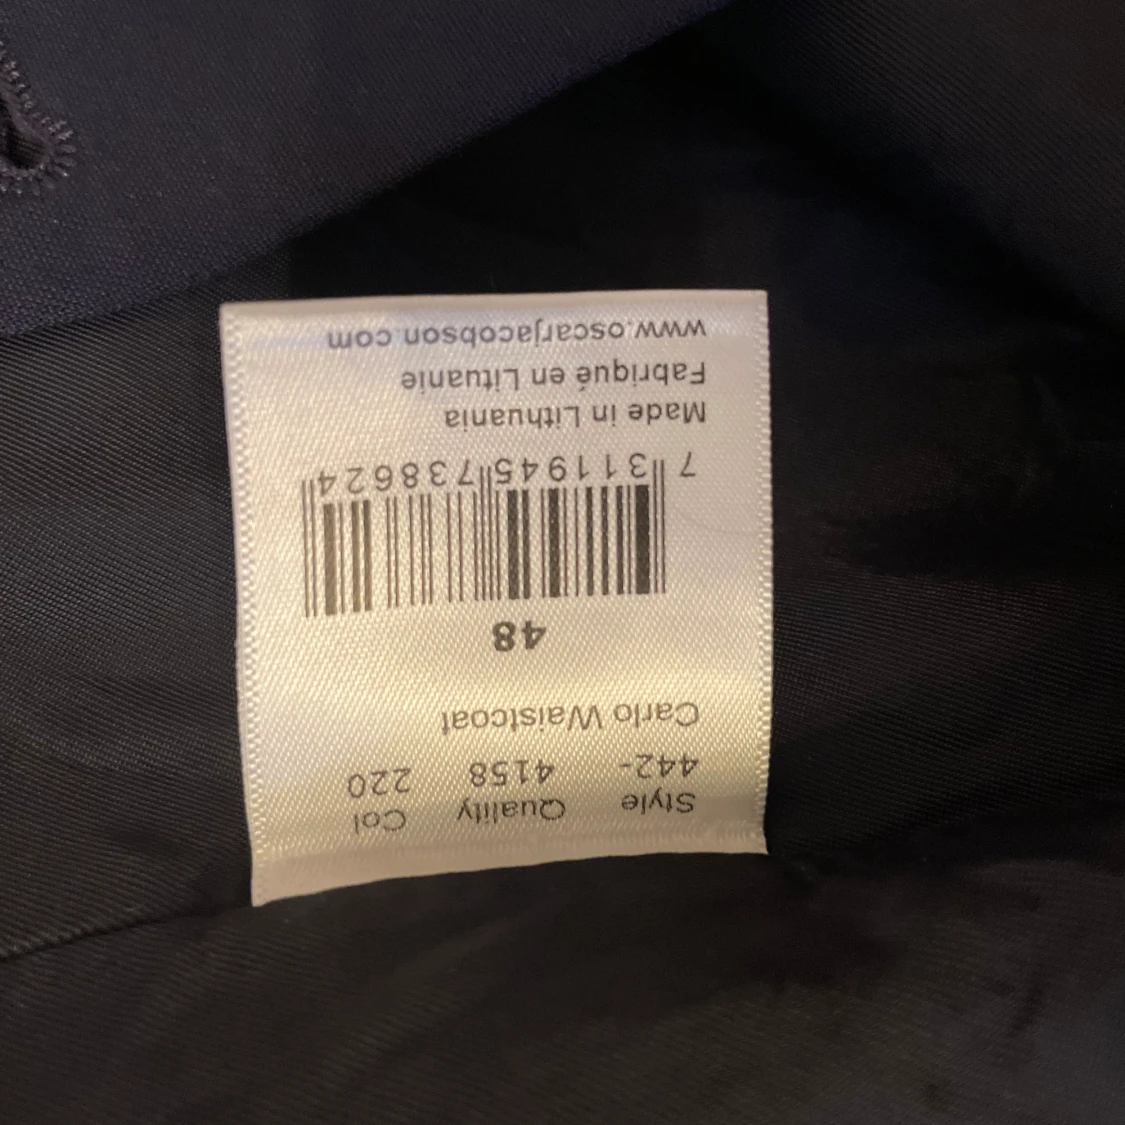 Style Quality Col
442- 4158 220
Carlo Waistcoat
48
7 311945 738624
Made in Lithuania
Fabriqué en Lituanie
www.oscarjacobson.com